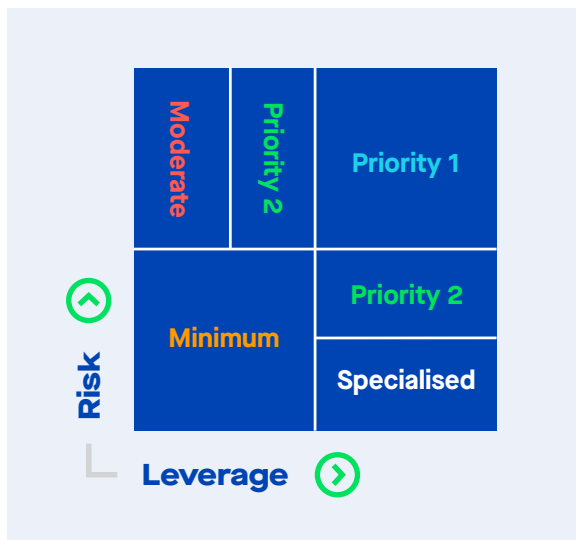 Moderate
Priority 2
Priority 1
Priority 2
Minimum
Specialised
Risk
Leverage